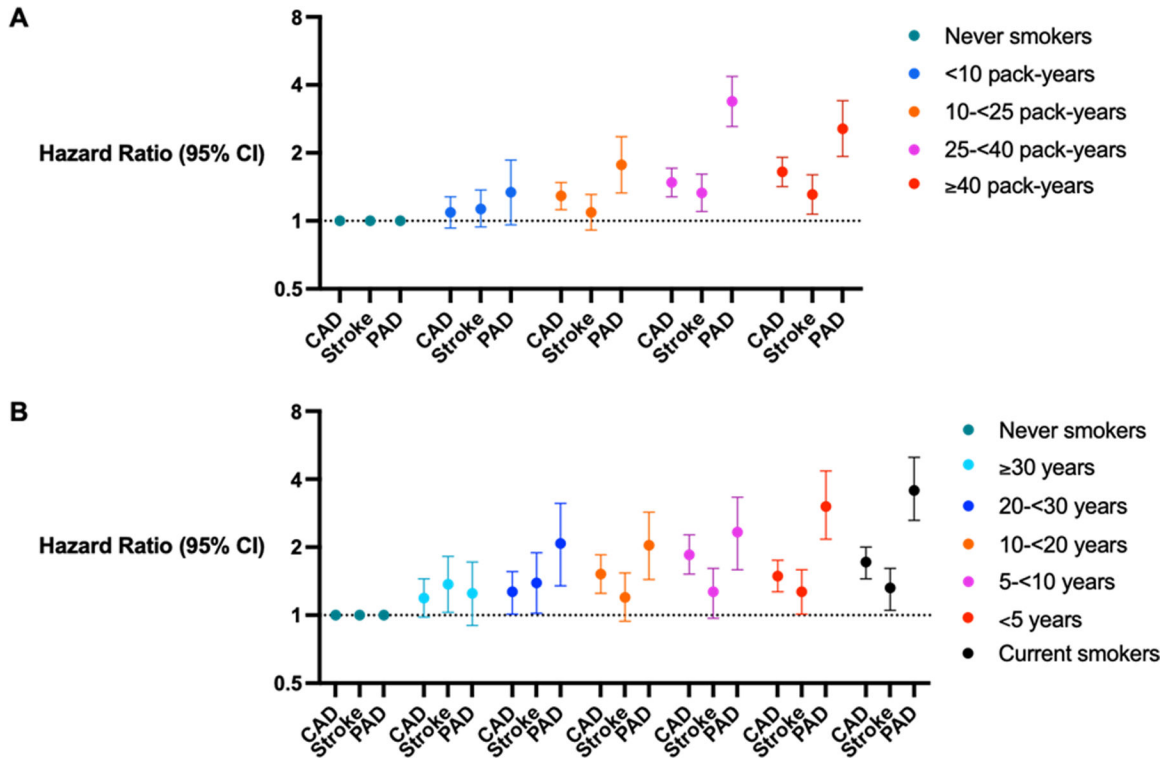 A
8
4
2
1
0.5
Hazard Ratio (95% CI)
CAD Stroke PAD CAD Stroke PAD CAD Stroke PAD CAD Stroke PAD CAD Stroke PAD
Never smokers
<10 pack-years
10-<25 pack-years
25-<40 pack-years
≥40 pack-years
B
8
4
2
1
0.5
Hazard Ratio (95% CI)
CAD Stroke PAD CAD Stroke PAD CAD Stroke PAD CAD Stroke PAD CAD Stroke PAD CAD Stroke PAD CAD Stroke PAD
Never smokers
≥30 years
20-<30 years
10-<20 years
5-<10 years
<5 years
Current smokers